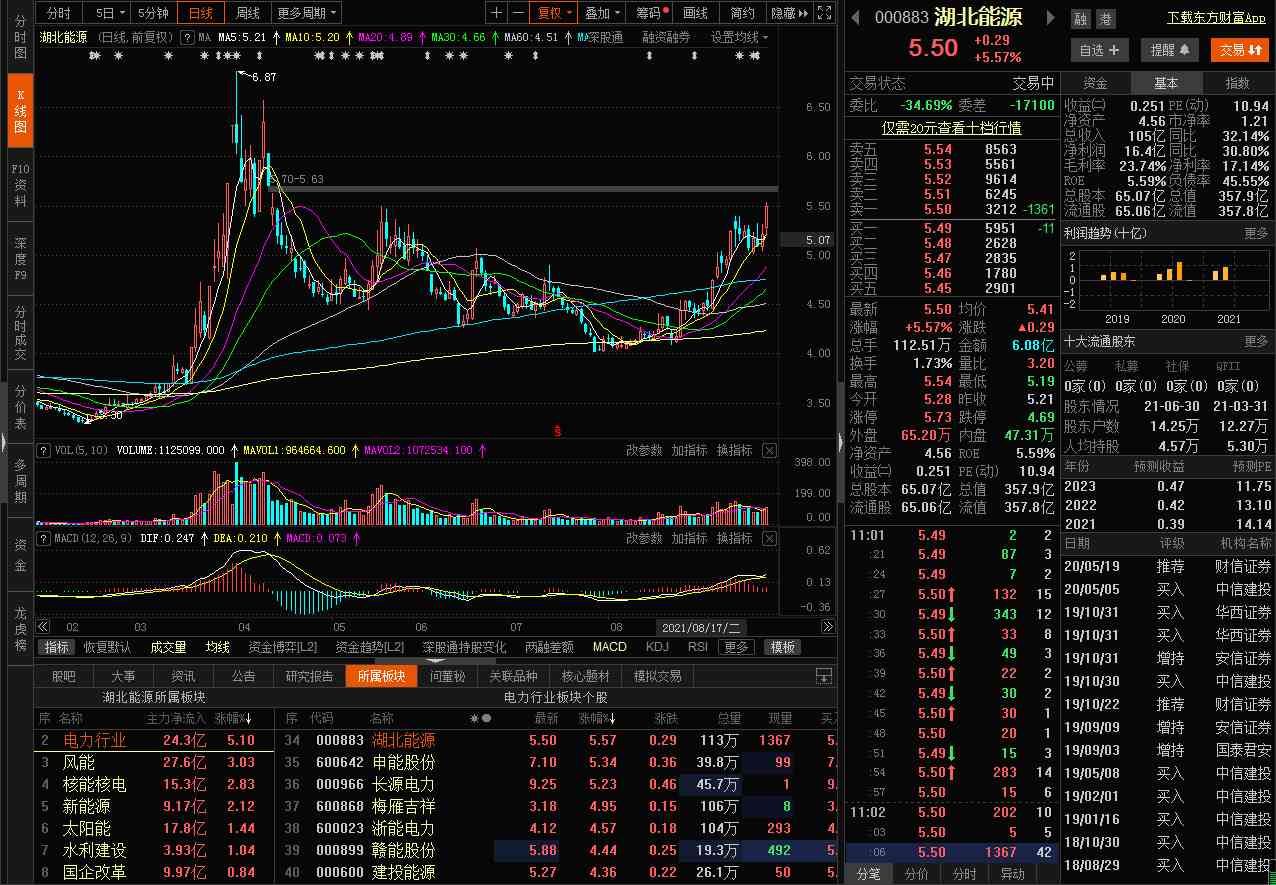 分时 5日 5分钟 日线 周线 更多周期 复权 叠加 筹码 画线 简约 隐藏
湖北能源 (日线,前复权) ? MA MA5:5.21 MA10:5.20 MA20:4.89 MA30:4.66 MA60:4.51 深股通 融资融券 设置均线
分时图
K线图
F10资料
深度F9
分时成交
分价表
多周期
资金
龙虎榜
6.87
70-5.63
6.50
6.00
5.50
5.07
5.00
4.50
4.00
3.50
? VOL(5,10) VOLUME:1125099.000 MAVOL1:964664.600 MAVOL2:1072534.100 改参数 加指标 换指标
398.00
199.00
0.00
? MACD(12,26,9) DIF:0.247 DEA:0.210 MACD:0.073 改参数 加指标 换指标
0.62
0.13
-0.36
02 03 04 05 06 07 08 2021/08/17/二
指标 恢复默认 成交量 均线 资金博弈[L2] 资金趋势[L2] 深股通持股变化 两融差额 MACD KDJ RSI 更多 模板
股吧 大事 资讯 公告 研究报告 所属板块 问董秘 关联品种 核心题材 模拟交易
湖北能源所属板块 电力行业板块个股
序 名称 主力净流入 涨幅%
2 电力行业 24.3亿 5.10
3 风能 27.6亿 3.03
4 核能核电 15.3亿 2.83
5 新能源 9.17亿 2.12
6 太阳能 17.8亿 1.44
7 水利建设 3.93亿 1.04
8 国企改革 9.97亿 0.84
序 代码 名称 最新 涨幅% 涨跌 总量 现量
34 000883 湖北能源 5.50 5.57 0.29 113万 1367
35 600642 申能股份 7.10 5.34 0.36 39.8万 99
36 000966 长源电力 9.25 5.23 0.46 45.7万 1
37 600868 梅雁吉祥 3.18 4.95 0.15 106万 8
38 600023 浙能电力 4.12 4.57 0.18 104万 293
39 000899 赣能股份 5.88 4.44 0.25 19.3万 492
40 000600 建投能源 5.27 4.36 0.22 26.1万 50
000883 湖北能源 融 港 下载东方财富App
5.50 +0.29 +5.57% 自选 提醒 交易
交易状态 交易中
委比 -34.69% 委差 -17100
仅需20元查看十档行情
卖五 5.54 8563
卖四 5.53 5561
卖三 5.52 9614
卖二 5.51 6245
卖一 5.50 3212 -1361
买一 5.49 5951 -11
买二 5.48 2628
买三 5.47 2835
买四 5.46 1780
买五 5.45 2901
最新 5.50 均价 5.41
涨幅 +5.57% 涨跌 ▲0.29
总手 112.51万 金额 6.08亿
换手 1.73% 量比 3.20
最高 5.54 最低 5.19
今开 5.28 昨收 5.21
涨停 5.73 跌停 4.69
外盘 65.20万 内盘 47.31万
净资产 4.56 ROE 5.59%
收益㈡ 0.251 PE(动) 10.94
总股本 65.07亿 总值 357.9亿
流通股 65.06亿 流值 357.8亿
11:01 5.49 2 2
:21 5.49 87 3
:24 5.49 7 2
:27 5.50 132 15
:30 5.49 343 12
:33 5.50 33 8
:36 5.49 49 3
:39 5.50 22 2
:42 5.49 30 2
:45 5.50 30 1
:48 5.50 20 1
:51 5.49 15 3
:54 5.50 283 14
:57 5.50 15 6
11:02 5.50 202 10
:03 5.50 5 5
:06 5.50 1367 42
分笔 分价 分时 异动
资金 基本 指数
收益㈡ 0.251 PE(动) 10.94
净资产 4.56 市净率 1.21
总收入 105亿 同比 32.14%
净利润 16.4亿 同比 30.80%
毛利率 23.74% 净利率 17.14%
ROE 5.59% 负债率 45.55%
总股本 65.07亿 总值 357.9亿
流通股 65.06亿 流值 357.8亿
利润趋势(十亿) 更多
2
1
0
-1
-2
2019 2020 2021
十大流通股东 更多
公募 私募 社保 QFII
0家(0) 0家(0) 0家(0) 0家(0)
股东情况 21-06-30 21-03-31
股东户数 14.25万 12.27万
人均持股 4.57万 5.30万
年份 预测收益 预测PE
2023 0.47 11.75
2022 0.42 13.10
2021 0.39 14.14
日期 评级 机构名称
20/05/19 推荐 财信证券
20/05/05 买入 中信建投
19/10/31 买入 华西证券
19/10/31 买入 华西证券
19/10/31 增持 安信证券
19/10/30 买入 中信建投
19/10/22 推荐 财信证券
19/09/09 增持 安信证券
19/09/03 增持 国泰君安
19/05/08 买入 中信建投
19/02/01 买入 中信建投
19/01/16 买入 中信建投
18/10/30 买入 中信建投
18/08/29 买入 中信建投